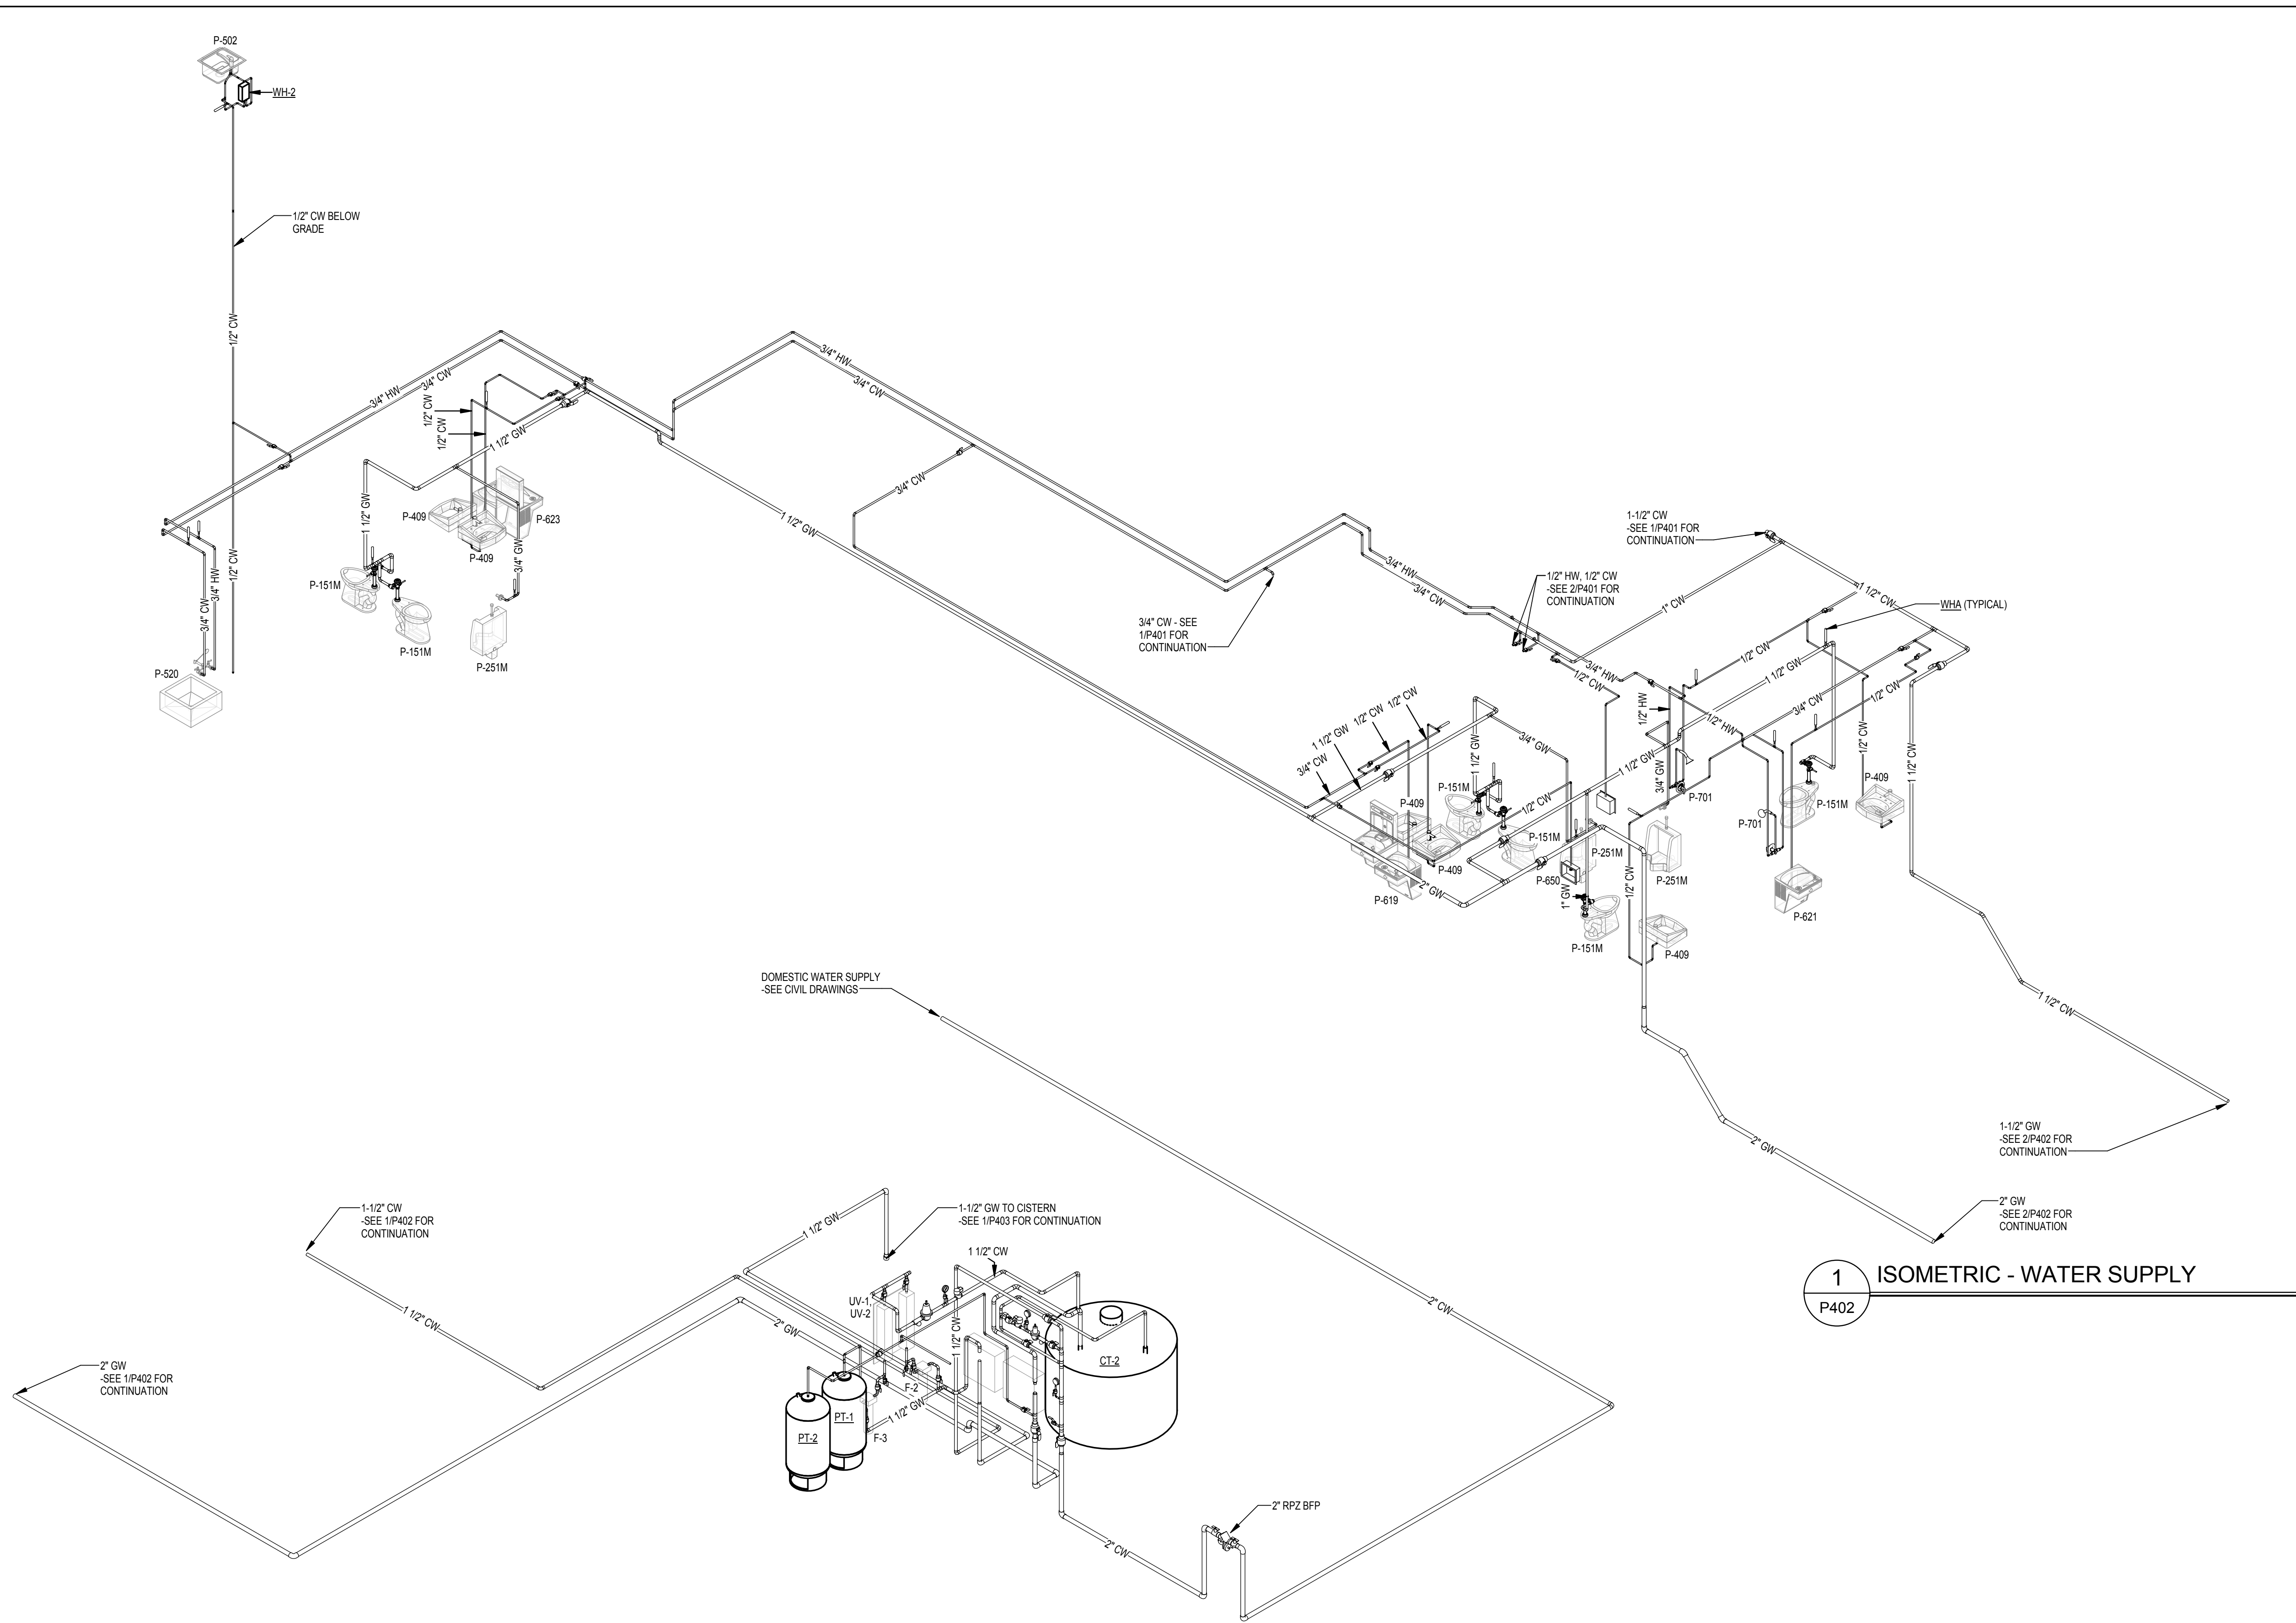 P-502
WH-2
1/2" CW BELOW
GRADE
1/2" CW
3/4" HW
3/4" CW
1/2" CW
1/2" CW
1 1/2" GW
1 1/2" GW
P-409
P-623
P-409
3/4" GW
P-151M
P-151M
P-251M
1/2" CW
3/4" HW
3/4" CW
P-520
3/4" HW
3/4" CW
3/4" CW
1 1/2" GW
3/4" CW - SEE
1/P401 FOR
CONTINUATION
3/4" HW
3/4" CW
1/2" HW, 1/2" CW
-SEE 2/P401 FOR
CONTINUATION
1-1/2" CW
-SEE 1/P401 FOR
CONTINUATION
1" CW
1 1/2" CW
WHA (TYPICAL)
3/4" HW
1/2" CW
1/2" CW
1 1/2" GW
3/4" CW
1/2" CW
1/2" HW
1/2" HW
1/2" CW
1 1/2" CW
3/4" CW
1 1/2" GW
1/2" CW
1/2" CW
1 1/2" GW
3/4" GW
1 1/2" GW
3/4" GW
P-701
P-701
P-151M
P-409
P-621
P-409
P-151M
1/2" CW
P-151M
P-251M
P-409
P-650
P-619
2" GW
1" GW
P-151M
1/2" CW
P-251M
P-409
1 1/2" CW
2" GW
1-1/2" GW
-SEE 2/P402 FOR
CONTINUATION
2" GW
-SEE 2/P402 FOR
CONTINUATION
DOMESTIC WATER SUPPLY
-SEE CIVIL DRAWINGS
2" CW
1-1/2" CW
-SEE 1/P402 FOR
CONTINUATION
1 1/2" CW
2" GW
-SEE 1/P402 FOR
CONTINUATION
1 1/2" GW
1-1/2" GW TO CISTERN
-SEE 1/P403 FOR CONTINUATION
1 1/2" CW
UV-1,
UV-2
2" GW
1 1/2" CW
CT-2
F-2
1 1/2" GW
F-3
PT-1
PT-2
2" RPZ BFP
2" CW
1
P402
ISOMETRIC - WATER SUPPLY